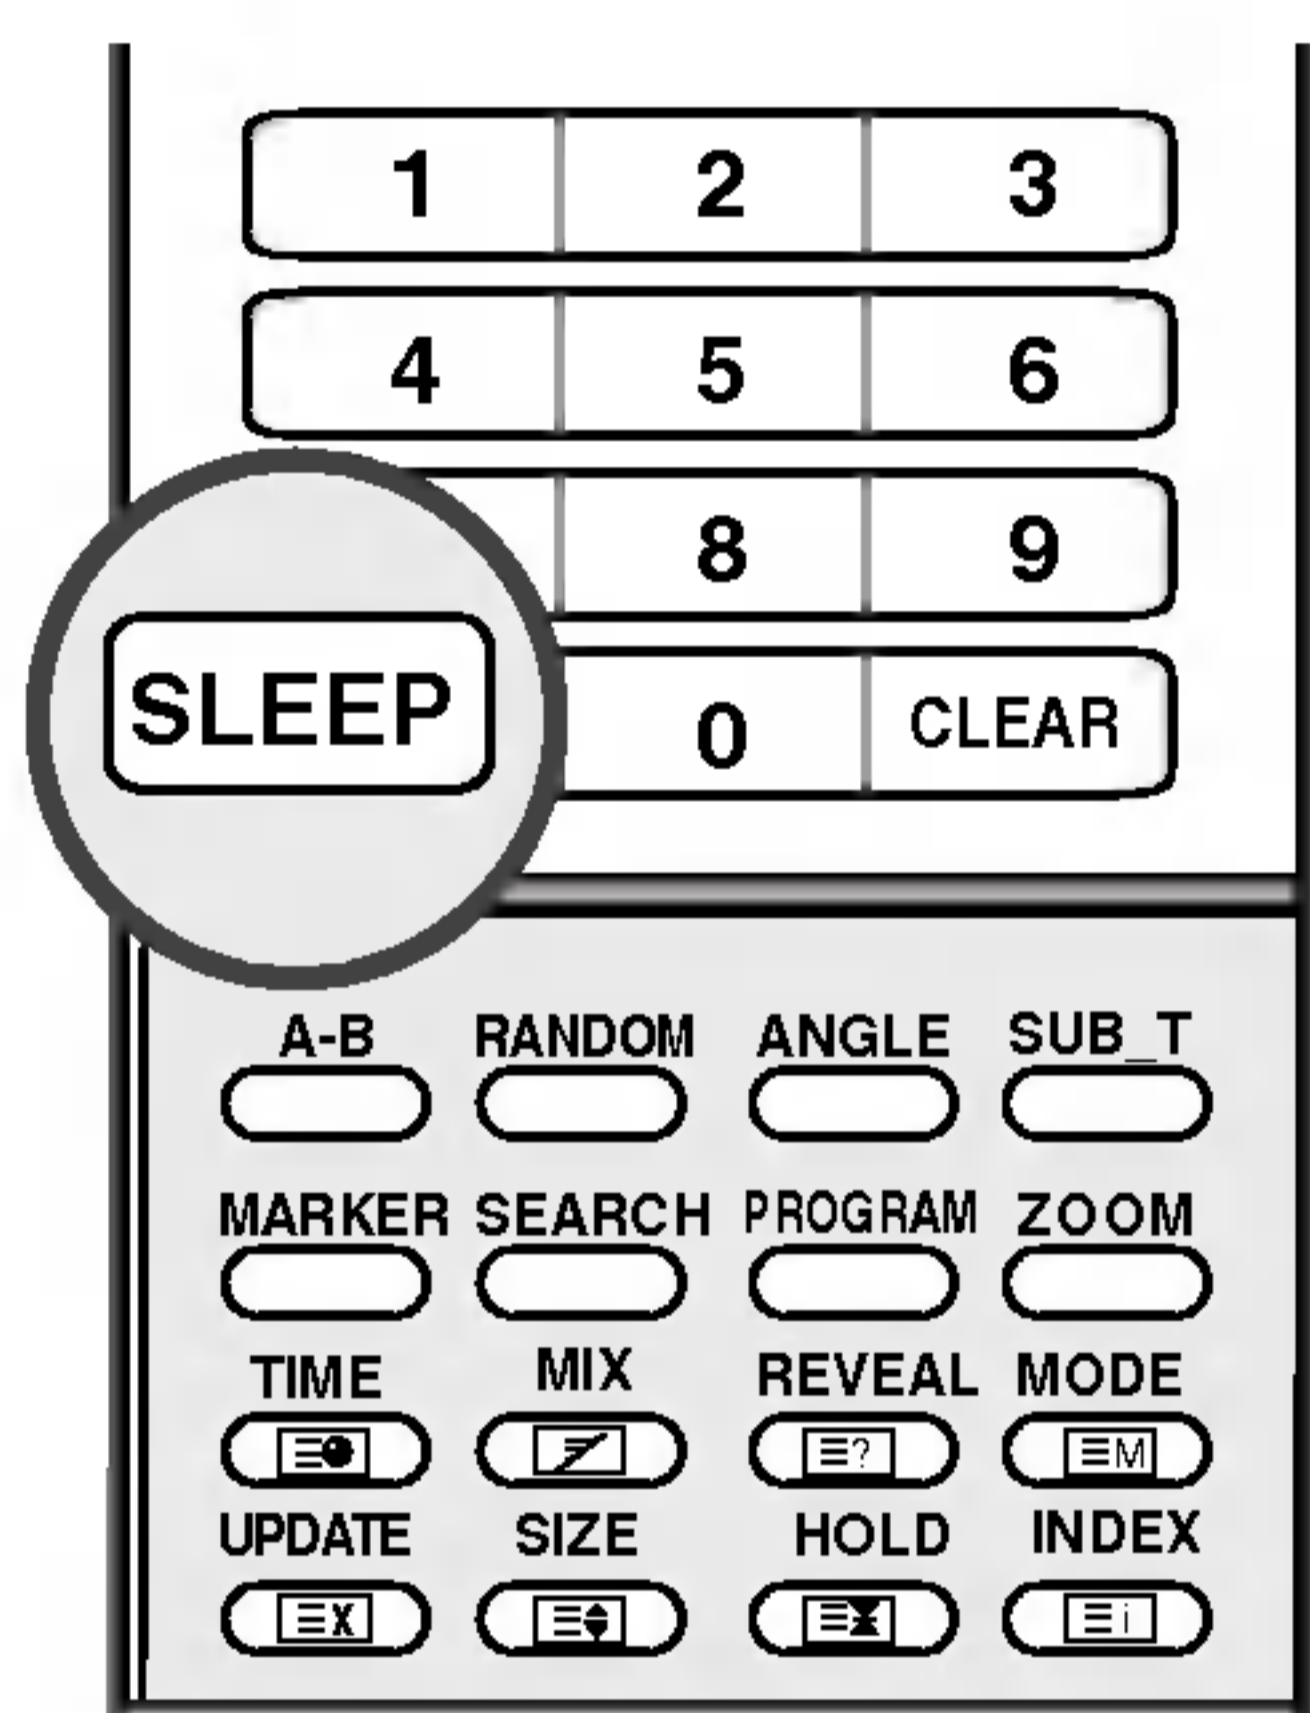 1 2 3
4 5 6
8 9
SLEEP 0 CLEAR
A-B RANDOM ANGLE SUB_T
MARKER SEARCH PROGRAM ZOOM
TIME MIX REVEAL MODE
? M
UPDATE SIZE HOLD INDEX
X i